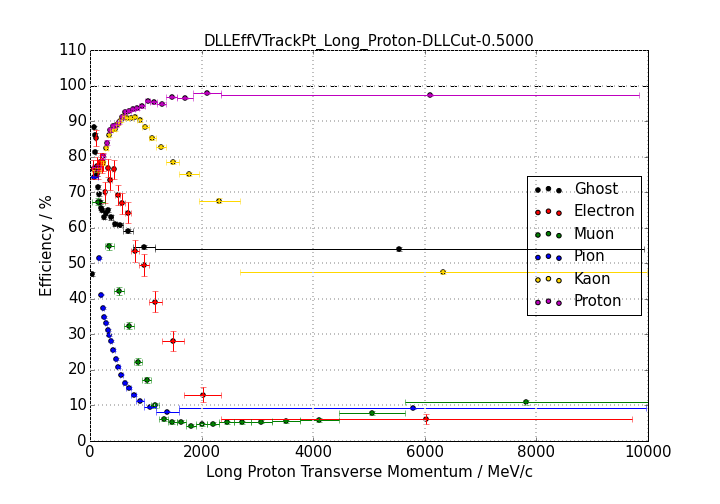 DLLEffVTrackPt_Long_Proton-DLLCut-0.5000
110
100
90
80
70
60
50
40
30
20
10
0
Efficiency / %
Ghost
Electron
Muon
Pion
Kaon
Proton
0 2000 4000 6000 8000 10000
Long Proton Transverse Momentum / MeV/c